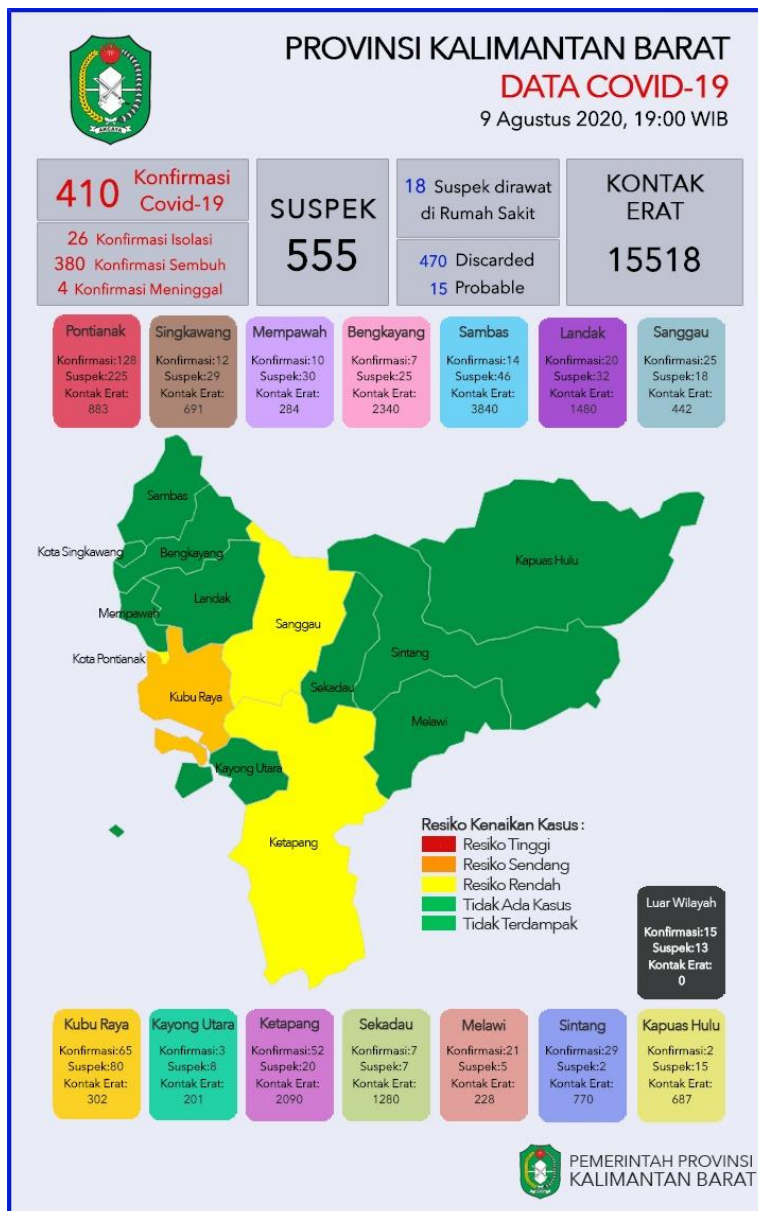 PROVINSI KALIMANTAN BARAT
DATA COVID-19
9 Agustus 2020, 19:00 WIB
410 Konfirmasi
Covid-19
26 Konfirmasi Isolasi
380 Konfirmasi Sembuh
4 Konfirmasi Meninggal
SUSPEK
555
18 Suspek dirawat
di Rumah Sakit
470 Discarded
15 Probable
KONTAK
ERAT
15518
Pontianak
Konfirmasi:128
Suspek:225
Kontak Erat:
883
Singkawang
Konfirmasi:12
Suspek:29
Kontak Erat:
691
Mempawah
Konfirmasi:10
Suspek:30
Kontak Erat:
284
Bengkayang
Konfirmasi:7
Suspek:25
Kontak Erat:
2340
Sambas
Konfirmasi:14
Suspek:46
Kontak Erat:
3840
Landak
Konfirmasi:20
Suspek:32
Kontak Erat:
1480
Sanggau
Konfirmasi:25
Suspek:18
Kontak Erat:
442
Sambas
Kota Singkawang
Bengkayang
Kapuas Hulu
Landak
Mempawah
Sanggau
Sintang
Kota Pontianak
Sekadau
Kubu Raya
Melawi
Kayong Utara
Ketapang
Resiko Kenaikan Kasus :
Resiko Tinggi
Resiko Sendang
Resiko Rendah
Tidak Ada Kasus
Tidak Terdampak
Luar Wilayah
Konfirmasi:15
Suspek:13
Kontak Erat:
0
Kubu Raya
Konfirmasi:65
Suspek:80
Kontak Erat:
302
Kayong Utara
Konfirmasi:3
Suspek:8
Kontak Erat:
201
Ketapang
Konfirmasi:52
Suspek:20
Kontak Erat:
2090
Sekadau
Konfirmasi:7
Suspek:7
Kontak Erat:
1280
Melawi
Konfirmasi:21
Suspek:5
Kontak Erat:
228
Sintang
Konfirmasi:29
Suspek:2
Kontak Erat:
770
Kapuas Hulu
Konfirmasi:2
Suspek:15
Kontak Erat:
687
PEMERINTAH PROVINSI
KALIMANTAN BARAT